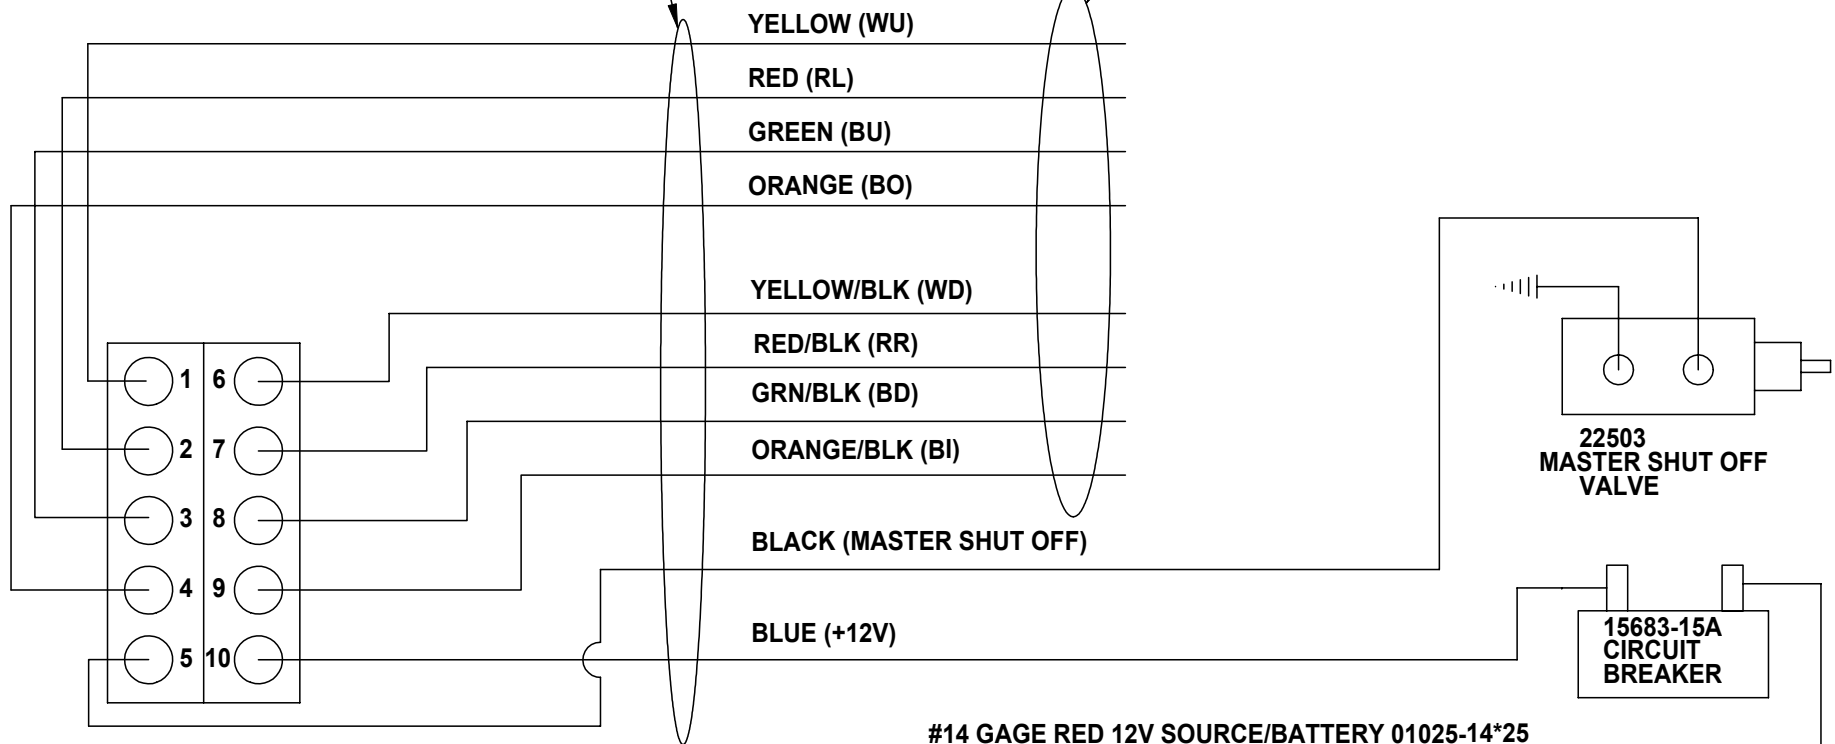 YELLOW (WU)
RED (RL)
GREEN (BU)
ORANGE (BO)
YELLOW/BLK (WD)
RED/BLK (RR)
GRN/BLK (BD)
ORANGE/BLK (BI)
BLACK (MASTER SHUT OFF)
BLUE (+12V)
1 6
2 7
3 8
4 9
5 10
22503
MASTER SHUT OFF
VALVE
15683-15A
CIRCUIT
BREAKER
#14 GAGE RED 12V SOURCE/BATTERY 01025-14*25